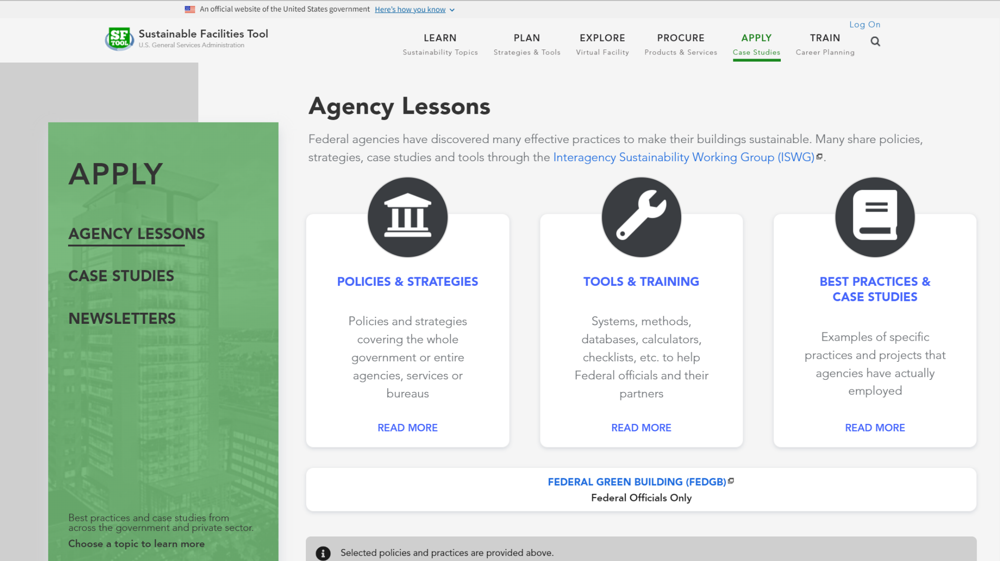 An official website of the United States government Here's how you know
Log On
SF
TOOL
Sustainable Facilities Tool
U.S. General Services Administration
LEARN
Sustainability Topics
PLAN
Strategies & Tools
EXPLORE
Virtual Facility
PROCURE
Products & Services
APPLY
Case Studies
TRAIN
Career Planning
APPLY
AGENCY LESSONS
CASE STUDIES
NEWSLETTERS
Best practices and case studies from
across the government and private sector.
Choose a topic to learn more
Agency Lessons
Federal agencies have discovered many effective practices to make their buildings sustainable. Many share policies,
strategies, case studies and tools through the Interagency Sustainability Working Group (ISWG).
POLICIES & STRATEGIES
Policies and strategies
covering the whole
government or entire
agencies, services or
bureaus
READ MORE
TOOLS & TRAINING
Systems, methods,
databases, calculators,
checklists, etc. to help
Federal officials and their
partners
READ MORE
BEST PRACTICES &
CASE STUDIES
Examples of specific
practices and projects that
agencies have actually
employed
READ MORE
FEDERAL GREEN BUILDING (FEDGB)
Federal Officials Only
Selected policies and practices are provided above.